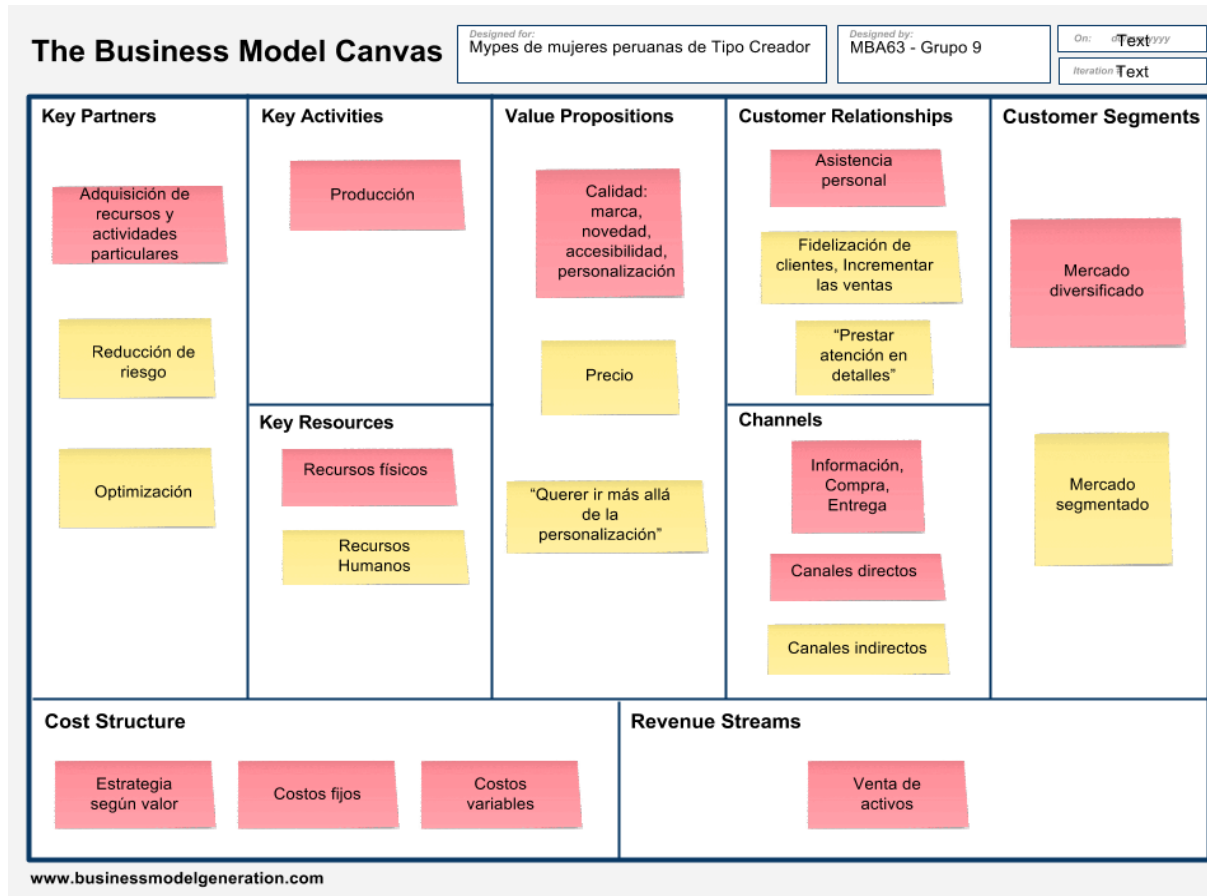 The Business Model Canvas
Designed for:
Mypes de mujeres peruanas de Tipo Creador
Designed by:
MBA63 - Grupo 9
On:
Text
Iteration
Text
Key Partners
Adquisición de
recursos y
actividades
particulares
Reducción de
riesgo
Optimización
Key Activities
Producción
Key Resources
Recursos físicos
Recursos
Humanos
Value Propositions
Calidad:
marca,
novedad,
accesibilidad,
personalización
Precio
“Querer ir más allá
de la
personalización”
Customer Relationships
Asistencia
personal
Fidelización de
clientes, Incrementar
las ventas
“Prestar
atención en
detalles”
Channels
Información,
Compra,
Entrega
Canales directos
Canales indirectos
Customer Segments
Mercado
diversificado
Mercado
segmentado
Cost Structure
Estrategia
según valor
Costos fijos
Costos
variables
Revenue Streams
Venta de
activos
www.businessmodelgeneration.com